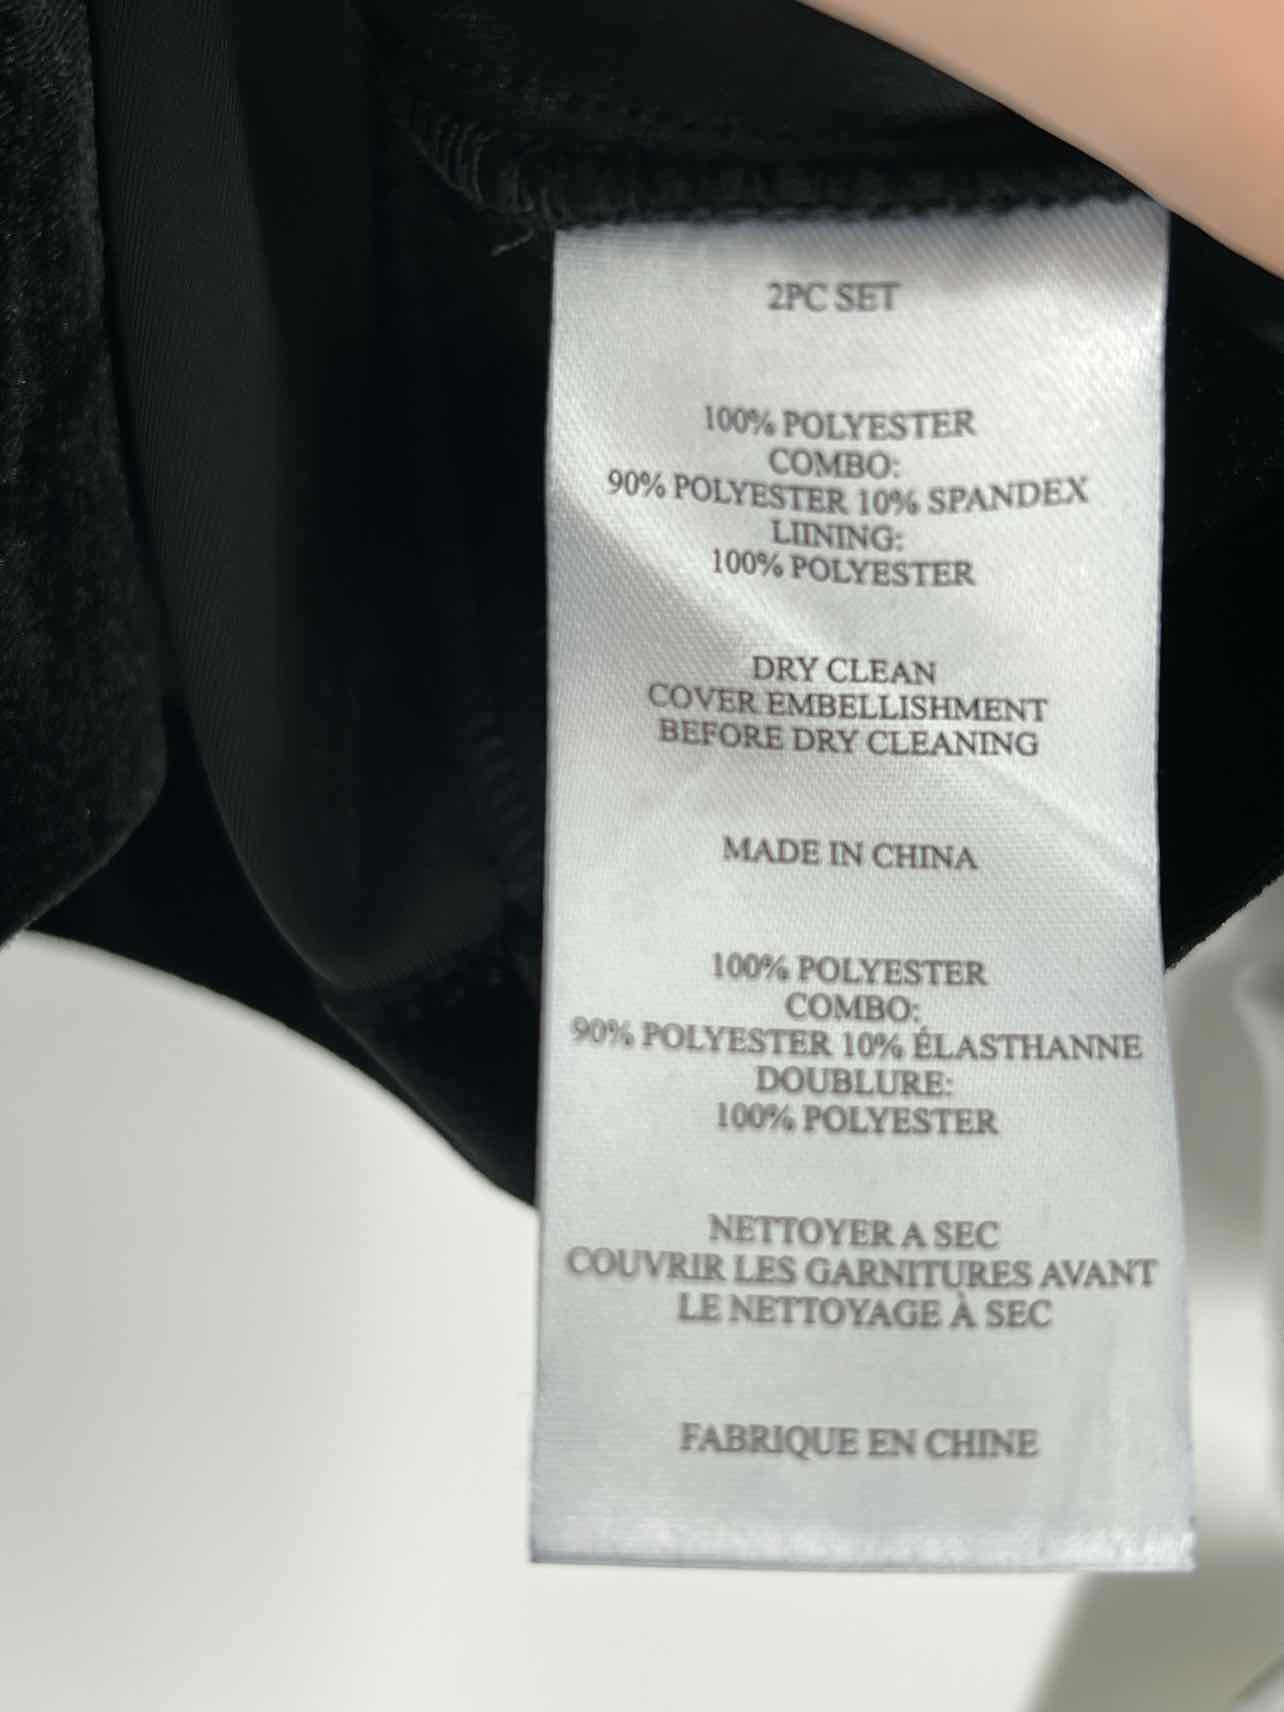 2PC SET
100% POLYESTER
COMBO:
90% POLYESTER 10% SPANDEX
LIINING:
100% POLYESTER
DRY CLEAN
COVER EMBELLISHMENT
BEFORE DRY CLEANING
MADE IN CHINA
100% POLYESTER
COMBO:
90% POLYESTER 10% ÉLASTHANNE
DOUBLURE:
100% POLYESTER
NETTOYER A SEC
COUVRIR LES GARNITURES AVANT
LE NETTOYAGE À SEC
FABRIQUE EN CHINE